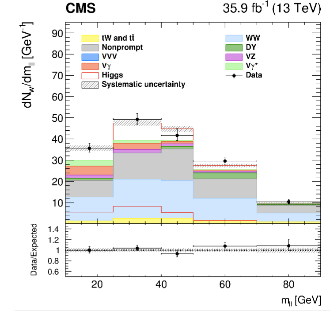 CMS 35.9 fb⁻¹ (13 TeV)
dN_w/dm_ll [GeV⁻¹]
90
80
70
60
50
40
30
20
10
tW and tt̄ WW
Nonprompt DY
VVV VZ
Vγ Vγ*
Higgs Data
Systematic uncertainty
Data/Expected
1.4
1.2
1.0
0.8
0.6
20 40 60 80
m_ll [GeV]